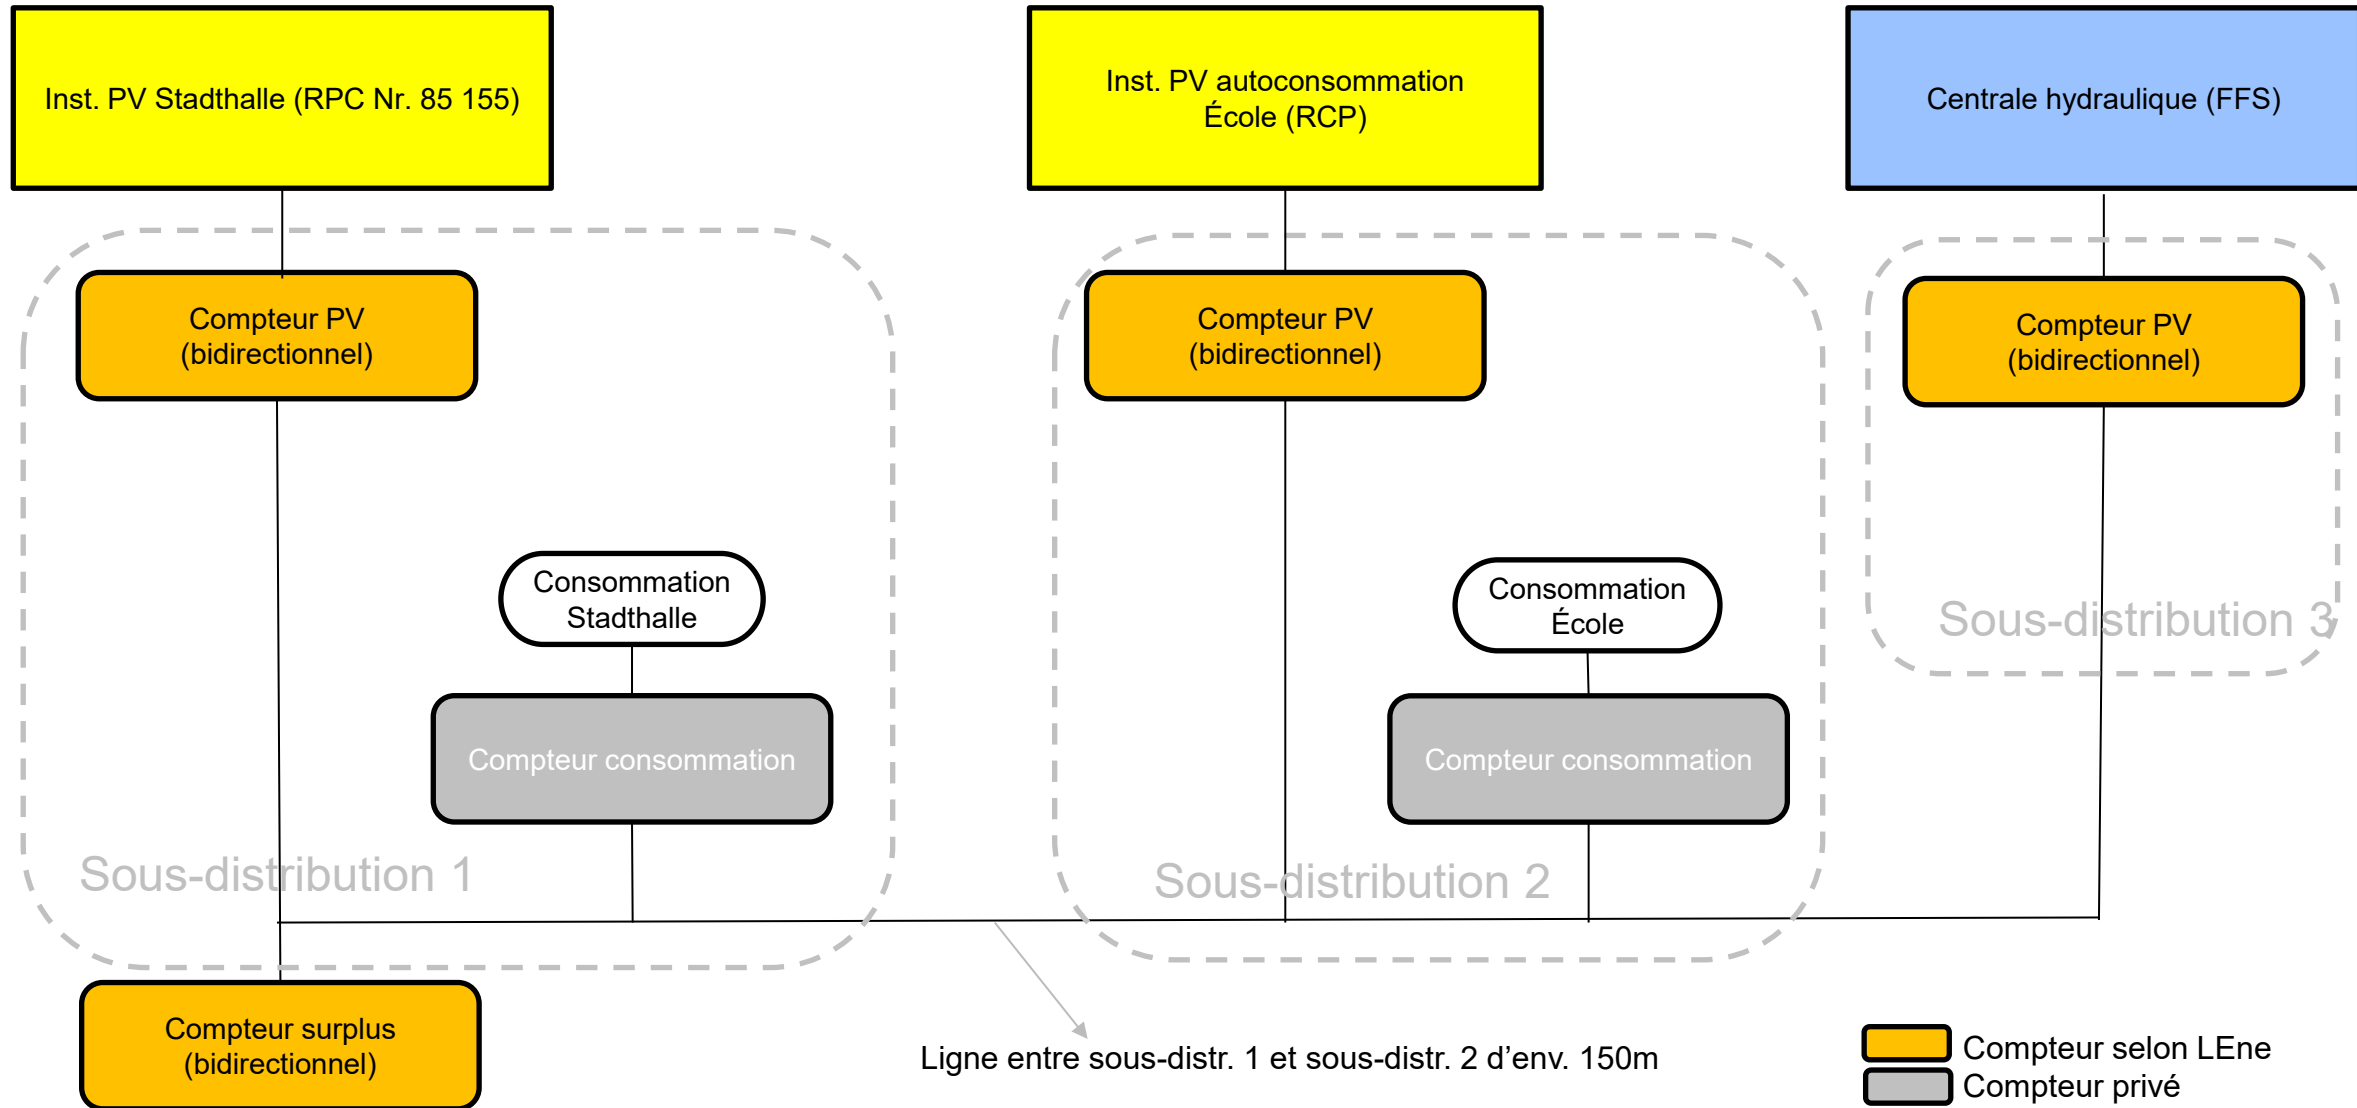 Inst. PV Stadthalle (RPC Nr. 85 155)
Inst. PV autoconsommation
École (RCP)
Centrale hydraulique (FFS)
Compteur PV
(bidirectionnel)
Compteur PV
(bidirectionnel)
Compteur PV
(bidirectionnel)
Consommation
Stadthalle
Consommation
École
Sous-distribution 3
Compteur consommation
Compteur consommation
Sous-distribution 1
Sous-distribution 2
Compteur surplus
(bidirectionnel)
Ligne entre sous-distr. 1 et sous-distr. 2 d’env. 150m
Compteur selon LEne
Compteur privé